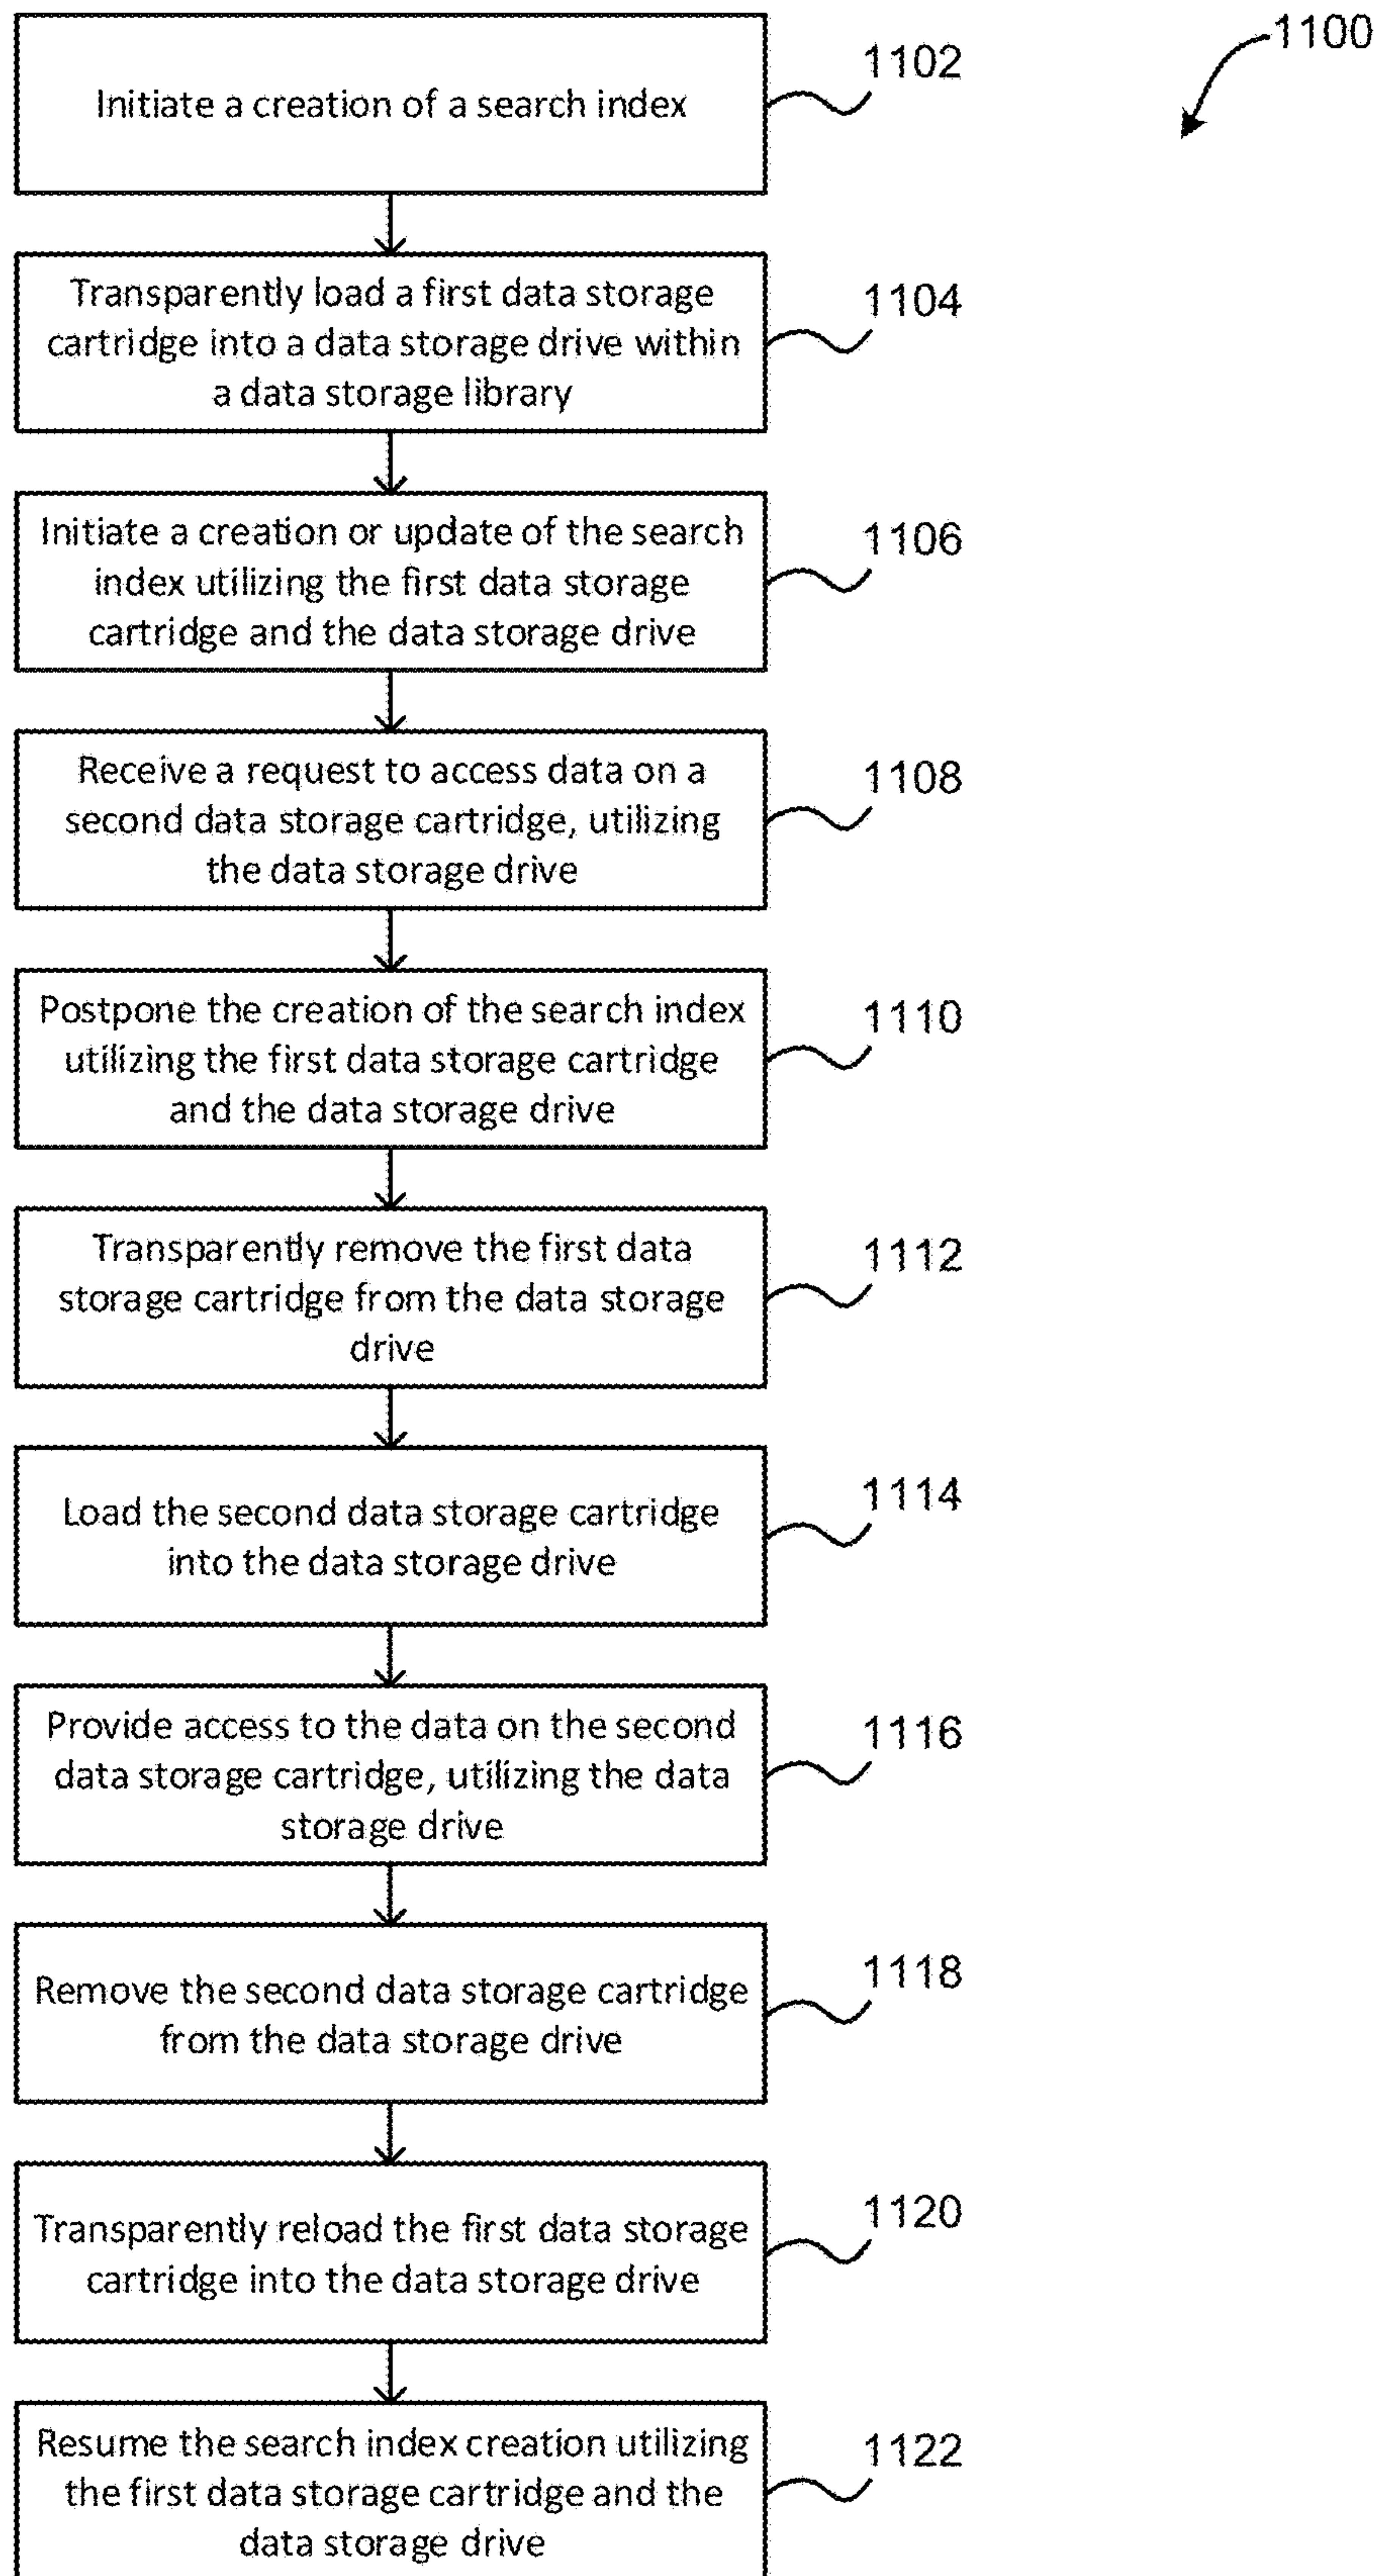 1100
Initiate a creation of a search index
1102
Transparently load a first data storage
cartridge into a data storage drive within
a data storage library
1104
Initiate a creation or update of the search
index utilizing the first data storage
cartridge and the data storage drive
1106
Receive a request to access data on a
second data storage cartridge, utilizing
the data storage drive
1108
Postpone the creation of the search index
utilizing the first data storage cartridge
and the data storage drive
1110
Transparently remove the first data
storage cartridge from the data storage
drive
1112
Load the second data storage cartridge
into the data storage drive
1114
Provide access to the data on the second
data storage cartridge, utilizing the data
storage drive
1116
Remove the second data storage cartridge
from the data storage drive
1118
Transparently reload the first data storage
cartridge into the data storage drive
1120
Resume the search index creation utilizing
the first data storage cartridge and the
data storage drive
1122